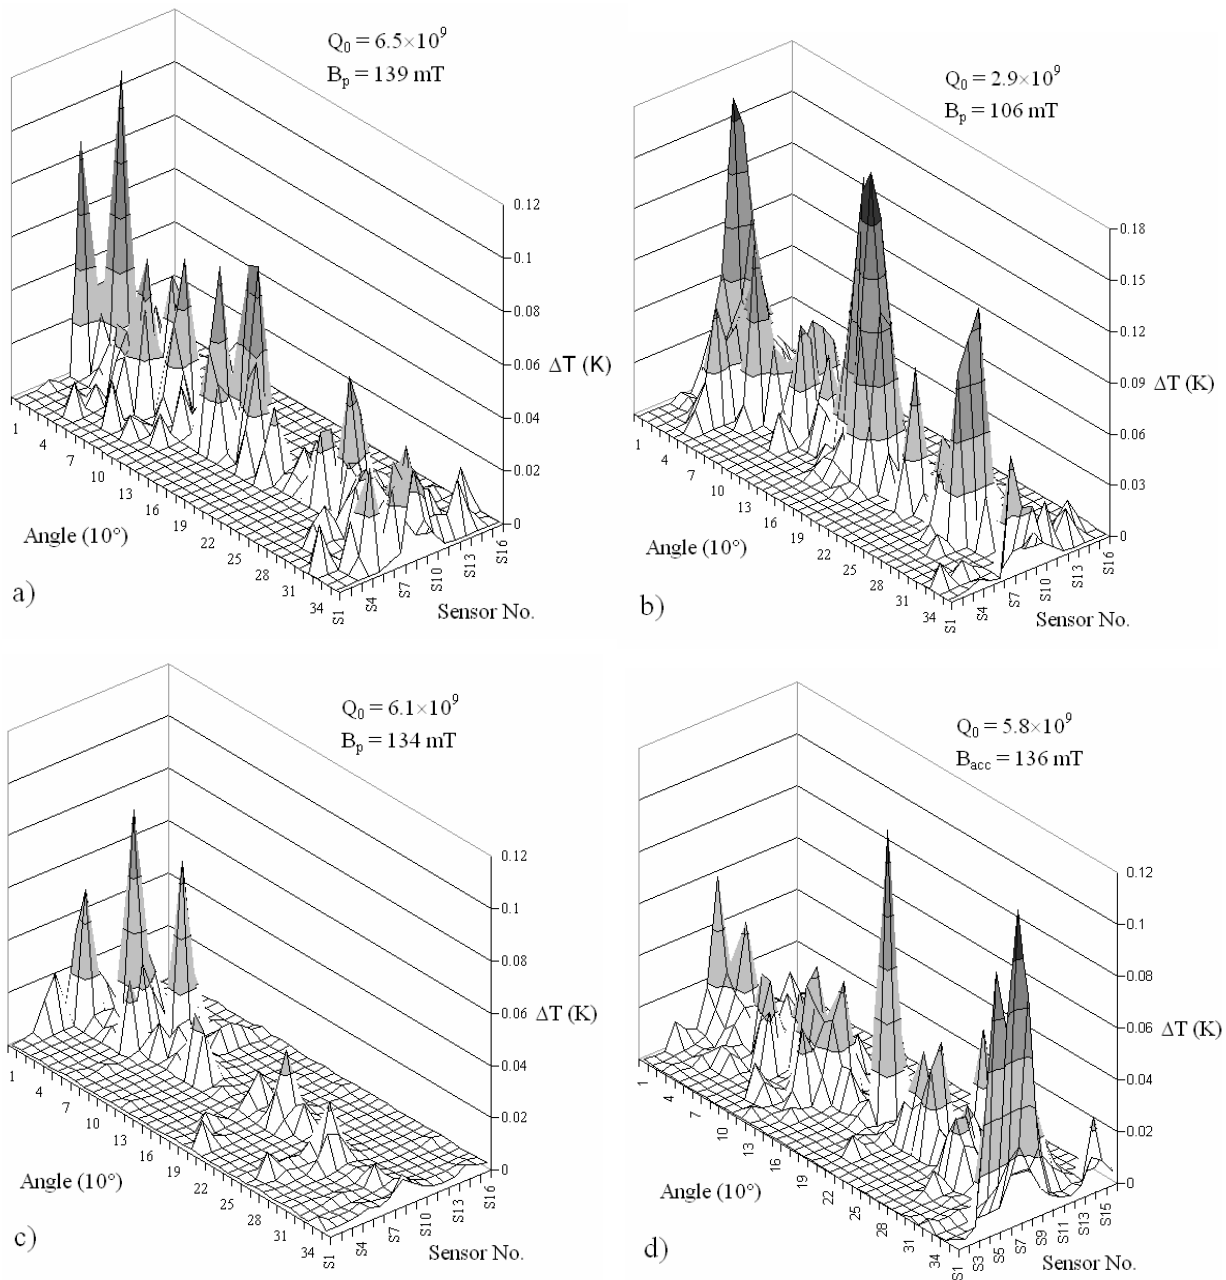 Q₀ = 6.5×10⁹
Bₚ = 139 mT
0.12
0.1
0.08
0.06
0.04
0.02
0
ΔT (K)
1
4
7
10
13
16
19
22
25
28
31
34
Angle (10°)
S1
S4
S7
S10
S13
S16
Sensor No.
a)
Q₀ = 2.9×10⁹
Bₚ = 106 mT
0.18
0.15
0.12
0.09
0.06
0.03
0
ΔT (K)
1
4
7
10
13
16
19
22
25
28
31
34
Angle (10°)
S1
S4
S7
S10
S13
S16
Sensor No.
b)
Q₀ = 6.1×10⁹
Bₚ = 134 mT
0.12
0.1
0.08
0.06
0.04
0.02
0
ΔT (K)
1
4
7
10
13
16
19
22
25
28
31
34
Angle (10°)
S1
S4
S7
S10
S13
S16
Sensor No.
c)
Q₀ = 5.8×10⁹
Bacc = 136 mT
0.12
0.1
0.08
0.06
0.04
0.02
0
ΔT (K)
1
4
7
10
13
16
19
22
25
28
31
34
Angle (10°)
S1
S3
S5
S7
S9
S11
S13
S15
Sensor No.
d)